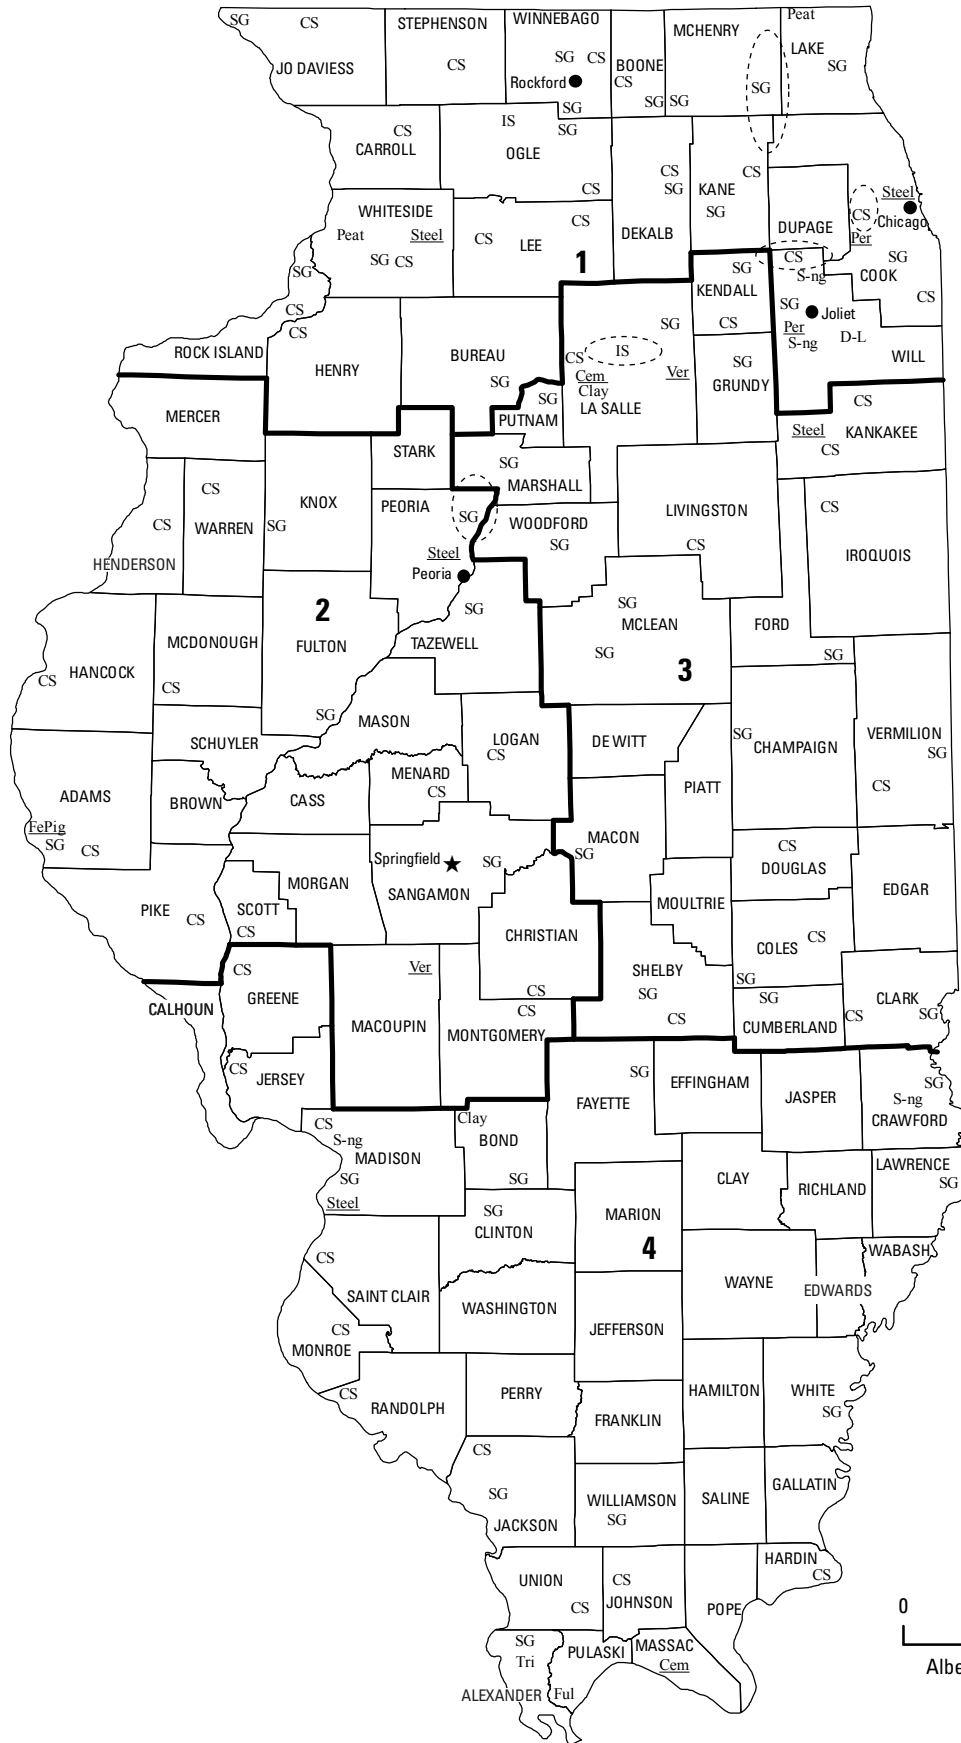 SG CS STEPHENSON WINNEBAGO MCHENRY Peat LAKE
JO DAVIESS CS SG CS BOONE SG
Rockford CS SG
SG SG SG
CARROLL CS IS SG
OGLE CS CS SG KANE CS
WHITESIDE CS SG DUPAGE CS Steel
Peat Steel CS LEE CS DEKALB Chicago
SG CS 1 Per
SG CS SG COOK
SG S-ng
KENDALL SG Joliet CS
CS CS SG CS Per D-L
ROCK ISLAND HENRY BUREAU CS IS S-ng WILL
SG Cem Ver SG
Clay GRUNDY
SG LA SALLE CS
MERCER PUTNAM Steel KANKAKEE
STARK SG CS
MARSHALL
CS KNOX PEORIA SG LIVINGSTON CS
CS WARREN SG WOODFORD
SG CS IROQUOIS
HENDERSON Steel
Peoria
2 SG SG
MCDONOUGH FULTON TAZEWELL MCLEAN FORD
HANCOCK SG SG
CS CS 3
SG MASON
SCHUYLER LOGAN DE WITT SG CHAMPAIGN VERMILION
CS SG
ADAMS BROWN CASS MENARD PIATT CS
CS
FePig MACON
SG CS Springfield SG SG CS
MORGAN SANGAMON DOUGLAS
PIKE CS SCOTT MOULTRIE EDGAR
CS CHRISTIAN COLES CS
CS Ver SHELBY SG
CALHOUN GREENE CS SG SG CLARK
MACOUPIN CS CS CS SG
MONTGOMERY CUMBERLAND
CS JERSEY SG EFFINGHAM SG
FAYETTE JASPER S-ng
CS Clay CRAWFORD
S-ng BOND
MADISON LAWRENCE
SG SG CLAY RICHLAND SG
Steel SG MARION
CLINTON 4 WABASH
CS
SAINT CLAIR WASHINGTON WAYNE EDWARDS
CS JEFFERSON
MONROE
CS PERRY HAMILTON WHITE
RANDOLPH FRANKLIN SG
CS
SG WILLIAMSON SALINE GALLATIN
JACKSON SG
HARDIN
UNION CS CS
CS JOHNSON POPE
0
SG PULASKI MASSAC
Tri Cem Albe
ALEXANDER Ful